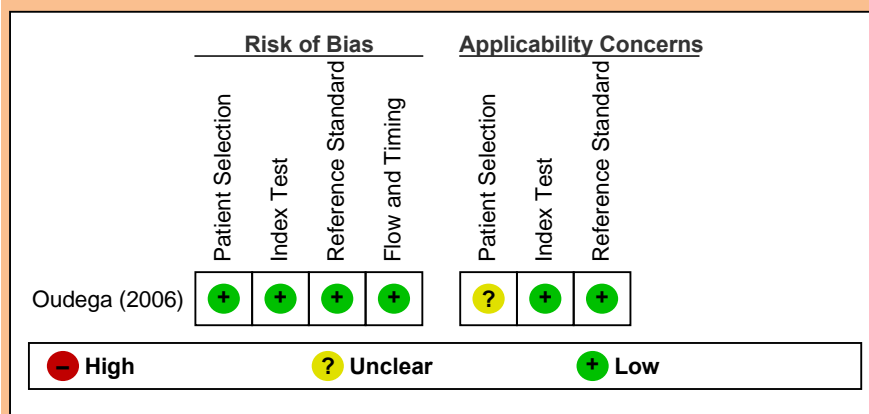 Risk of Bias
Applicability Concerns
Patient Selection
Index Test
Reference Standard
Flow and Timing
Patient Selection
Index Test
Reference Standard
Oudega (2006) + + + + ? + +
– High ? Unclear + Low